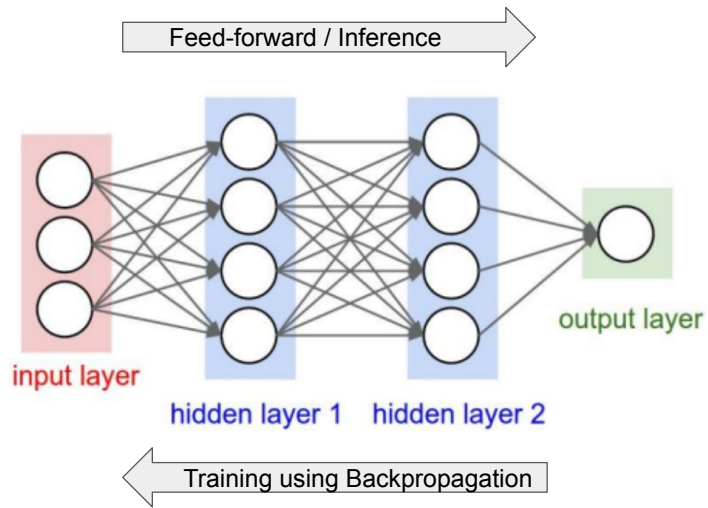 Feed-forward / Inference
input layer
hidden layer 1
hidden layer 2
output layer
Training using Backpropagation